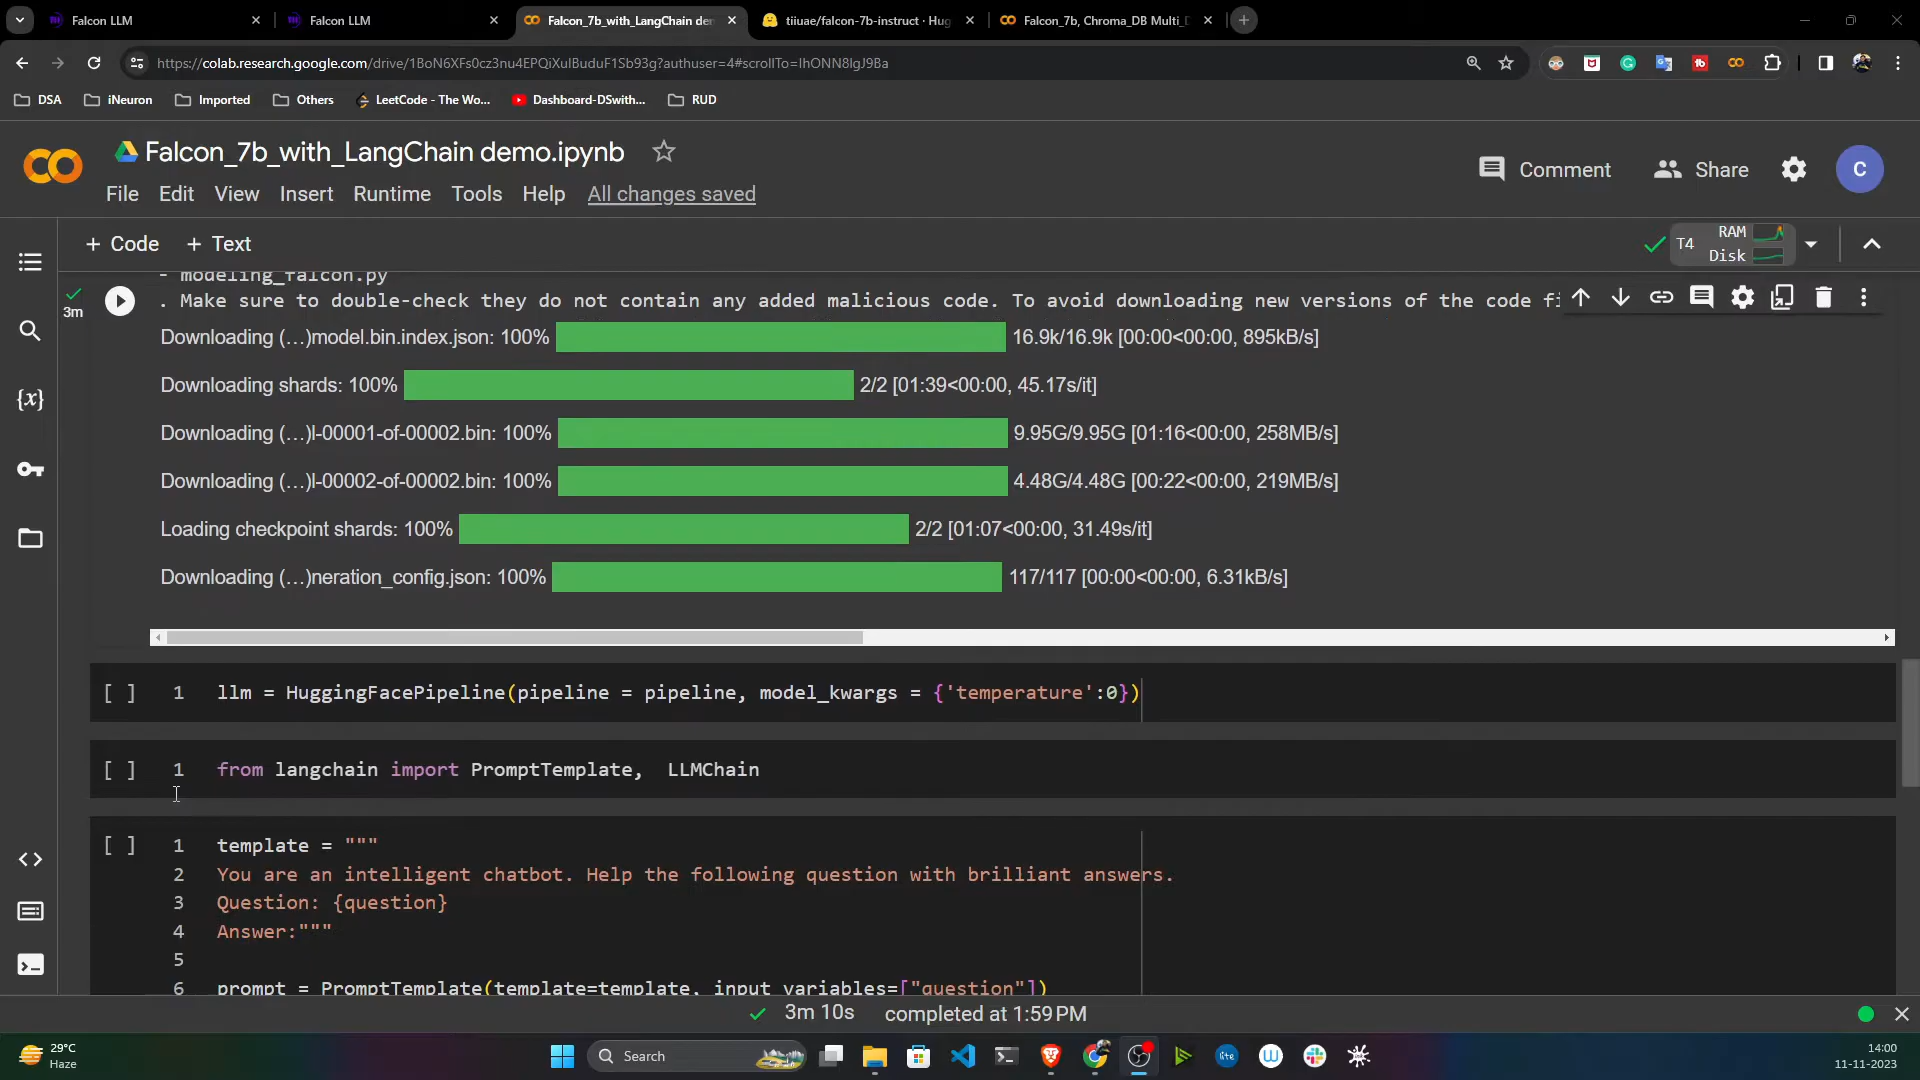 Falcon LLM
Falcon LLM
Falcon_7b_with_LangChain de
tiiuae/falcon-7b-instruct · Hug
Falcon_7b, Chroma_DB Multi_D
https://colab.research.google.com/drive/1BoN6XFs0cz3nu4EPQiXuIBuduF1Sb93g?authuser=4#scrollTo=IhONN8IgJ9Ba
DSA
iNeuron
Imported
Others
LeetCode - The Wo...
Dashboard-DSwith...
RUD
Falcon_7b_with_LangChain demo.ipynb
Comment
Share
C
File Edit View Insert Runtime Tools Help All changes saved
+ Code + Text
T4
RAM
Disk
- modeling_falcon.py
3m
. Make sure to double-check they do not contain any added malicious code. To avoid downloading new versions of the code fi
Downloading (…)model.bin.index.json: 100% 16.9k/16.9k [00:00<00:00, 895kB/s]
Downloading shards: 100% 2/2 [01:39<00:00, 45.17s/it]
Downloading (…)l-00001-of-00002.bin: 100% 9.95G/9.95G [01:16<00:00, 258MB/s]
Downloading (…)l-00002-of-00002.bin: 100% 4.48G/4.48G [00:22<00:00, 219MB/s]
Loading checkpoint shards: 100% 2/2 [01:07<00:00, 31.49s/it]
Downloading (…)neration_config.json: 100% 117/117 [00:00<00:00, 6.31kB/s]
[ ] 1 llm = HuggingFacePipeline(pipeline = pipeline, model_kwargs = {'temperature':0})
[ ] 1 from langchain import PromptTemplate,  LLMChain
[ ] 1 template = """
2 You are an intelligent chatbot. Help the following question with brilliant answers.
3 Question: {question}
4 Answer:"""
5
6 prompt = PromptTemplate(template=template, input_variables=["question"])
3m 10s completed at 1:59 PM
29°C
Haze
Search
14:00
11-11-2023